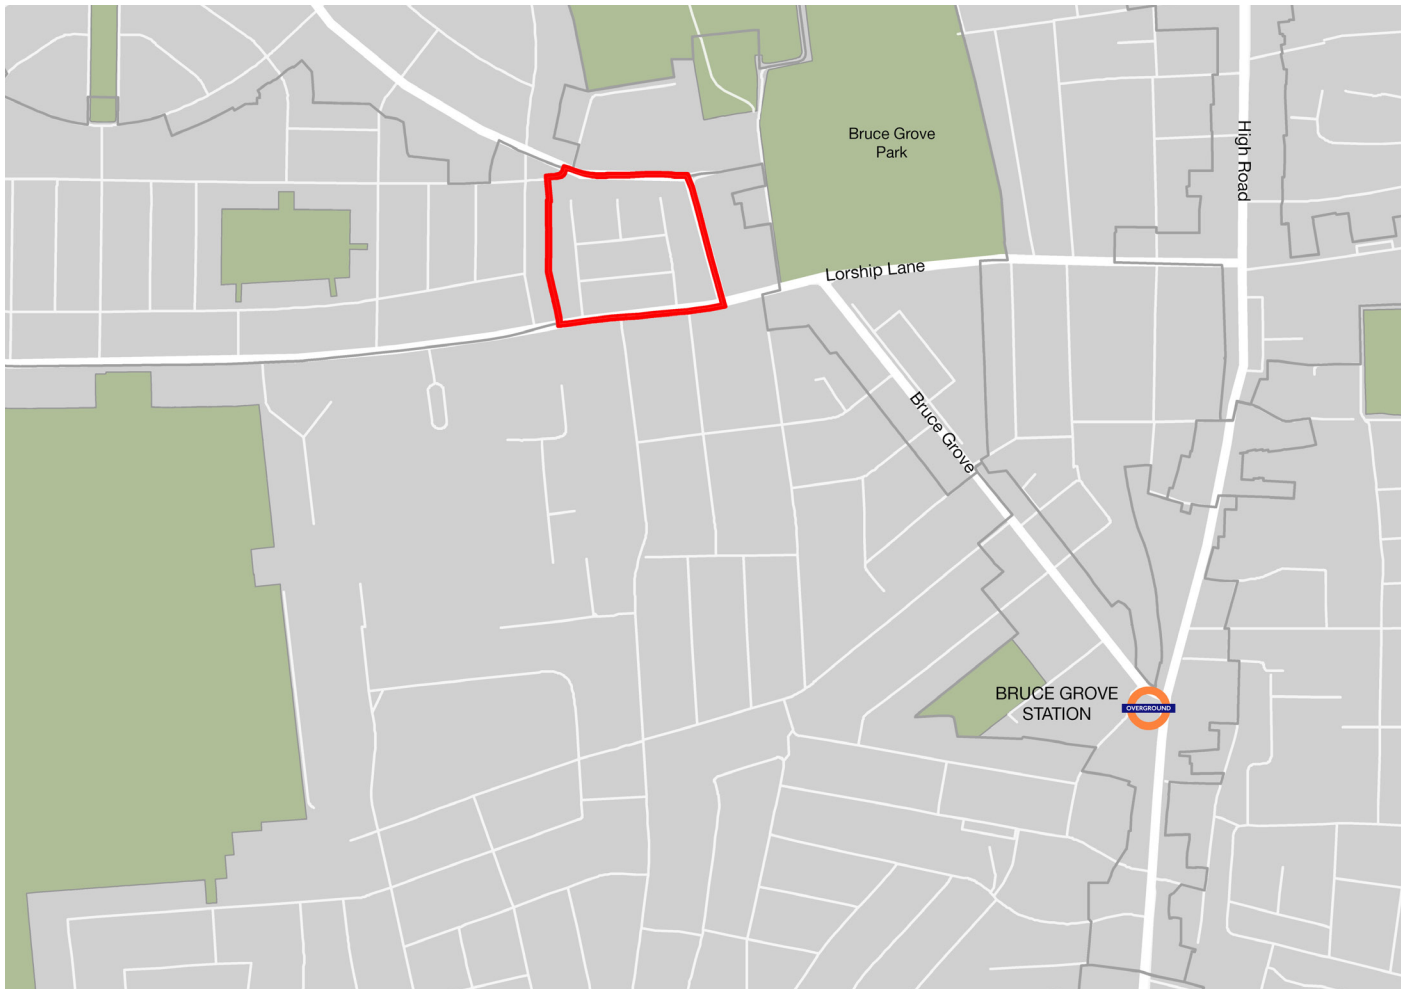 Bruce Grove
Park
High Road
Lorship Lane
Bruce Grove
BRUCE GROVE
STATION
OVERGROUND